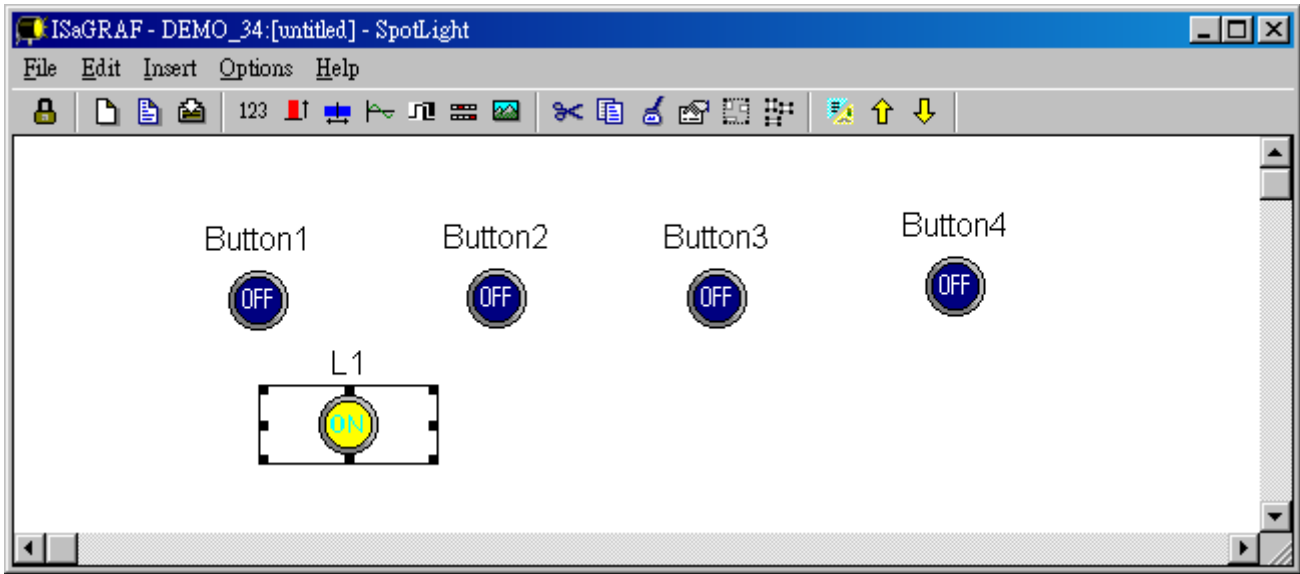 ISaGRAF - DEMO_34:[untitled] - SpotLight
File Edit Insert Options Help
123
Button1 Button2 Button3 Button4
OFF OFF OFF OFF
L1
ON